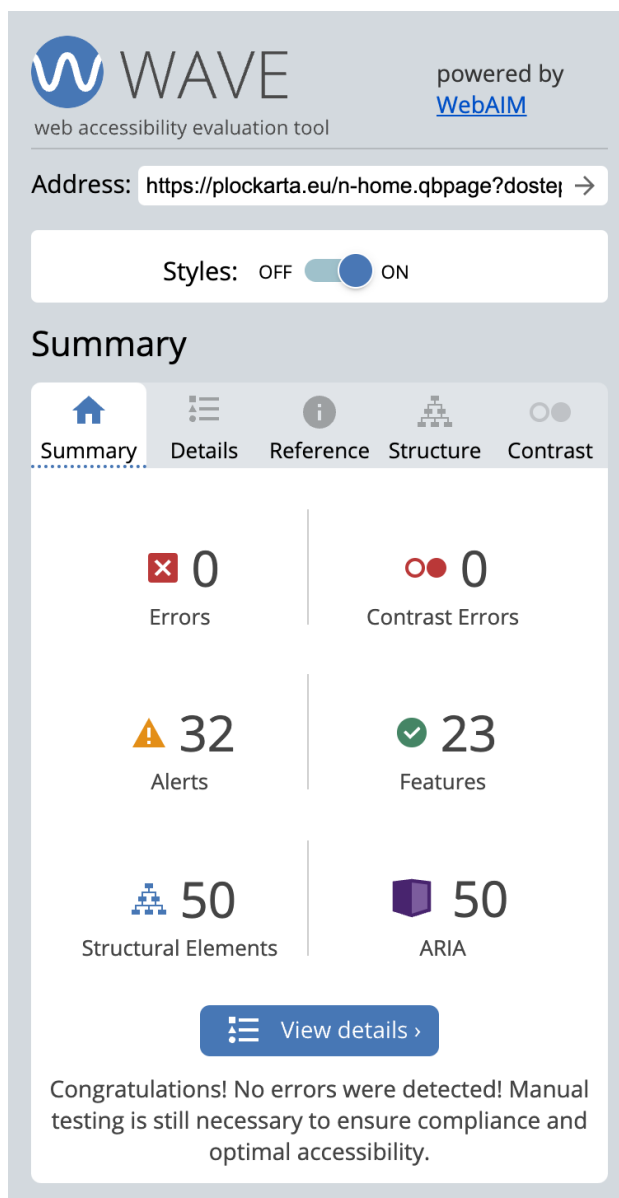 WAVE
web accessibility evaluation tool
powered by
WebAIM
Address: https://plockarta.eu/n-home.qbpage?dostęp
Styles: OFF ON
Summary
Summary Details Reference Structure Contrast
0 0
Errors Contrast Errors
32 23
Alerts Features
50 50
Structural Elements ARIA
View details ›
Congratulations! No errors were detected! Manual
testing is still necessary to ensure compliance and
optimal accessibility.